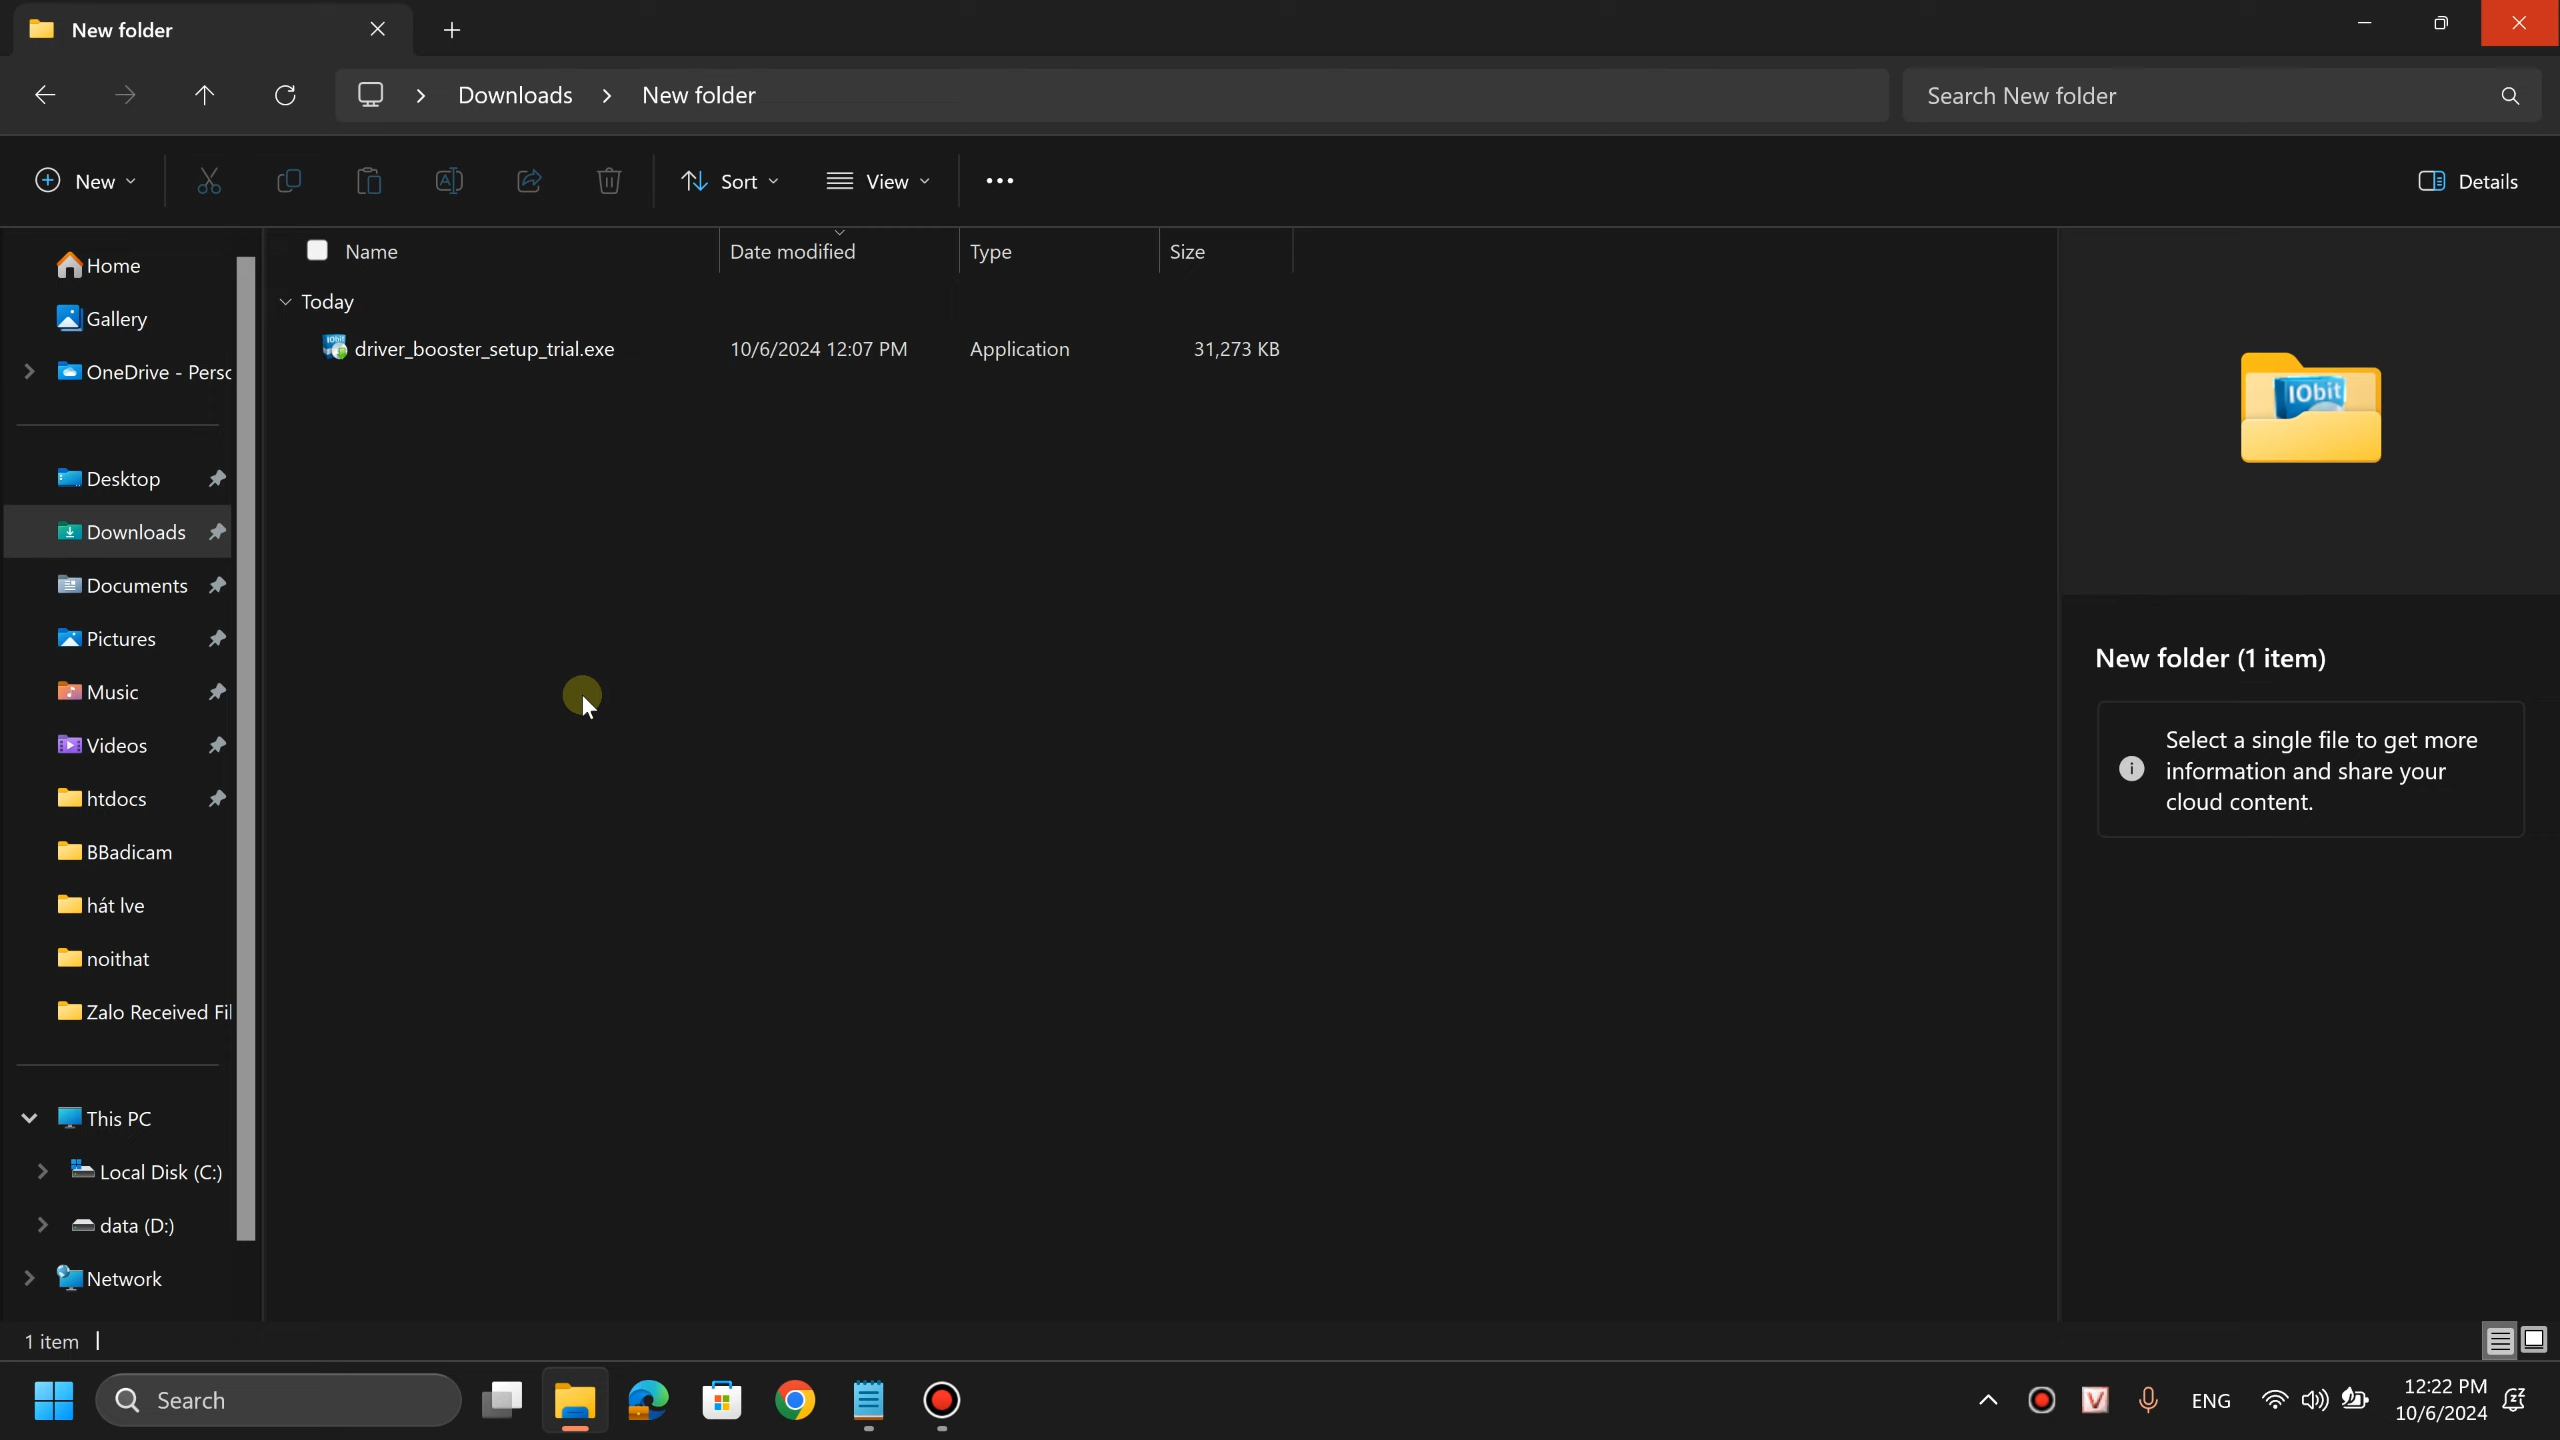 New folder
Downloads > New folder
Search New folder
New
Sort
View
Details
Home
Gallery
OneDrive - Persc
Desktop
Downloads
Documents
Pictures
Music
Videos
htdocs
BBadicam
hát lve
noithat
Zalo Received Fil
This PC
Local Disk (C:)
data (D:)
Network
Name Date modified Type Size
Today
driver_booster_setup_trial.exe 10/6/2024 12:07 PM Application 31,273 KB
IObit
New folder (1 item)
Select a single file to get more
information and share your
cloud content.
1 item
Search
ENG
12:22 PM
10/6/2024